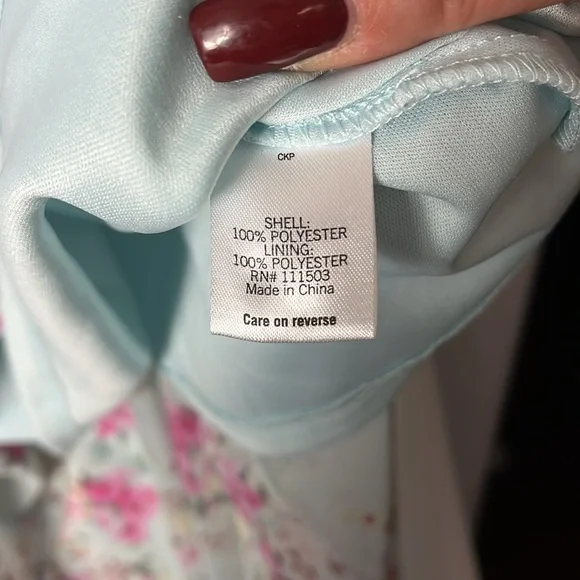 CKP
SHELL:
100% POLYESTER
LINING:
100% POLYESTER
RN# 111503
Made in China
Care on reverse